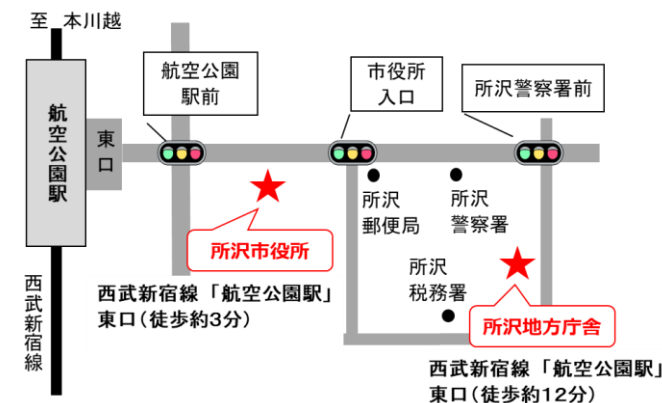 至 本川越
航空公園
駅前
市役所
入口
所沢警察署前
航空公園駅
東口
所沢
郵便局
所沢
警察署
所沢市役所
西武新宿線「航空公園駅」
東口(徒歩約3分)
所沢
税務署
所沢地方庁舎
西武新宿線
西武新宿線「航空公園駅」
東口(徒歩約12分)